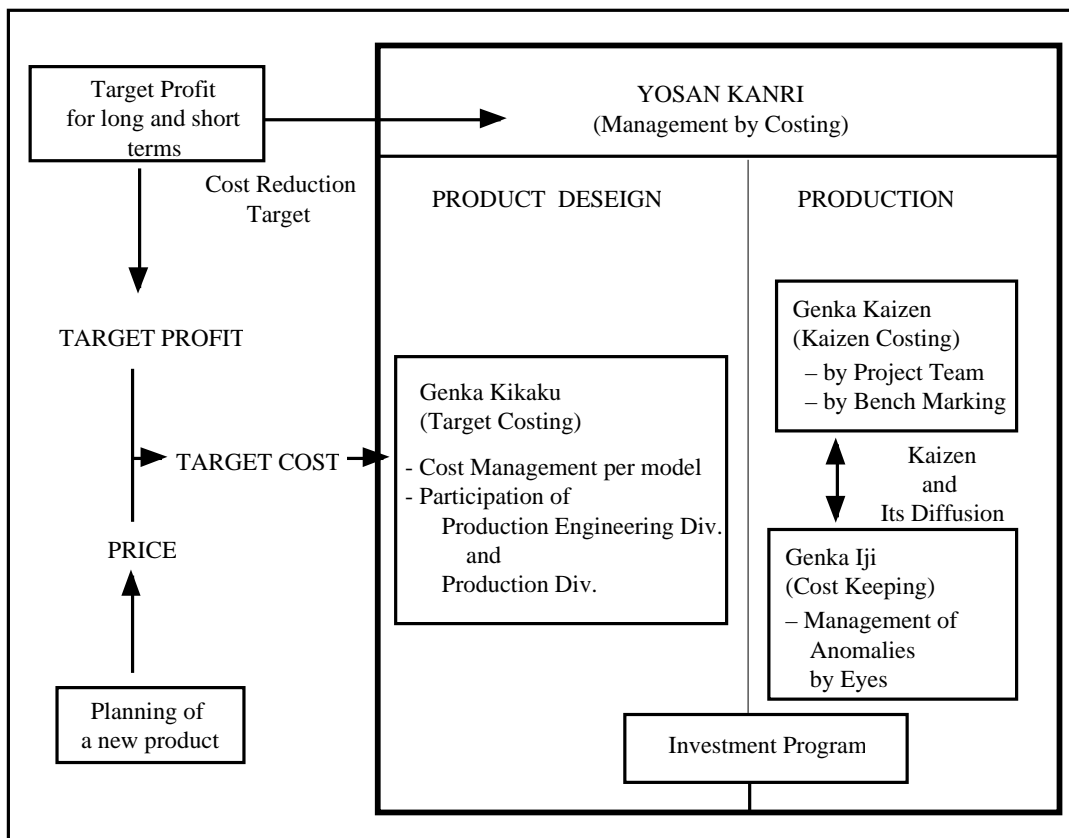 Target Profit
for long and short
terms
YOSAN KANRI
(Management by Costing)
Cost Reduction
Target
PRODUCT DESEIGN
PRODUCTION
TARGET PROFIT
TARGET COST
PRICE
Planning of
a new product
Genka Kikaku
(Target Costing)
- Cost Management per model
- Participation of
Production Engineering Div.
and
Production Div.
Genka Kaizen
(Kaizen Costing)
– by Project Team
– by Bench Marking
Kaizen
and
Its Diffusion
Genka Iji
(Cost Keeping)
– Management of
Anomalies
by Eyes
Investment Program